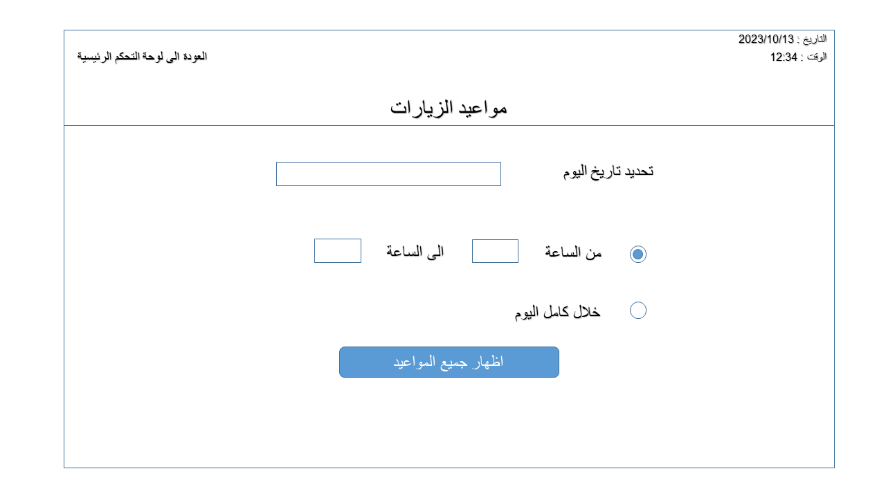 التاريخ : 2023/10/13
الوقت : 12:34
العودة الى لوحة التحكم الرئيسية
مواعيد الزيارات
تحديد تاريخ اليوم
من الساعة الى الساعة
خلال كامل اليوم
اظهار جميع المواعيد